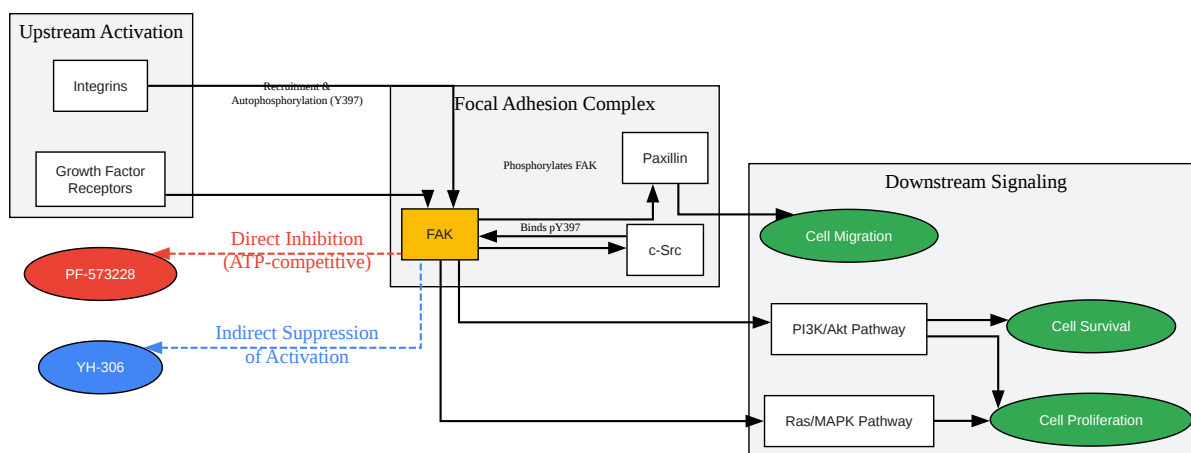 Upstream Activation
Integrins
Recruitment &
Autophosphorylation (Y397)
Growth Factor
Receptors
Focal Adhesion Complex
Phosphorylates FAK
Paxillin
FAK
Binds pY397
c-Src
Direct Inhibition
(ATP-competitive)
PF-573228
Indirect Suppression
of Activation
YH-306
Downstream Signaling
Cell Migration
PI3K/Akt Pathway
Cell Survival
Ras/MAPK Pathway
Cell Proliferation